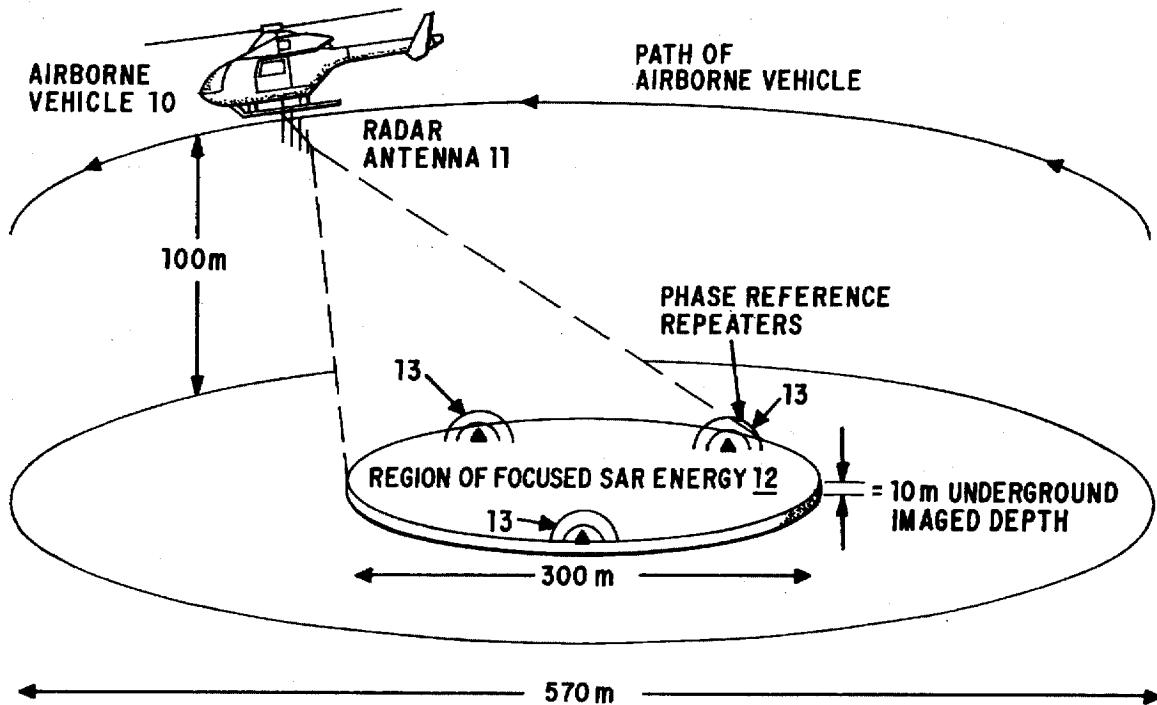 AIRBORNE
VEHICLE 10
PATH OF
AIRBORNE VEHICLE
RADAR
ANTENNA 11
100m
PHASE REFERENCE
REPEATERS
13
13
REGION OF FOCUSED SAR ENERGY 12
= 10m UNDERGROUND
IMAGED DEPTH
13
300 m
570 m